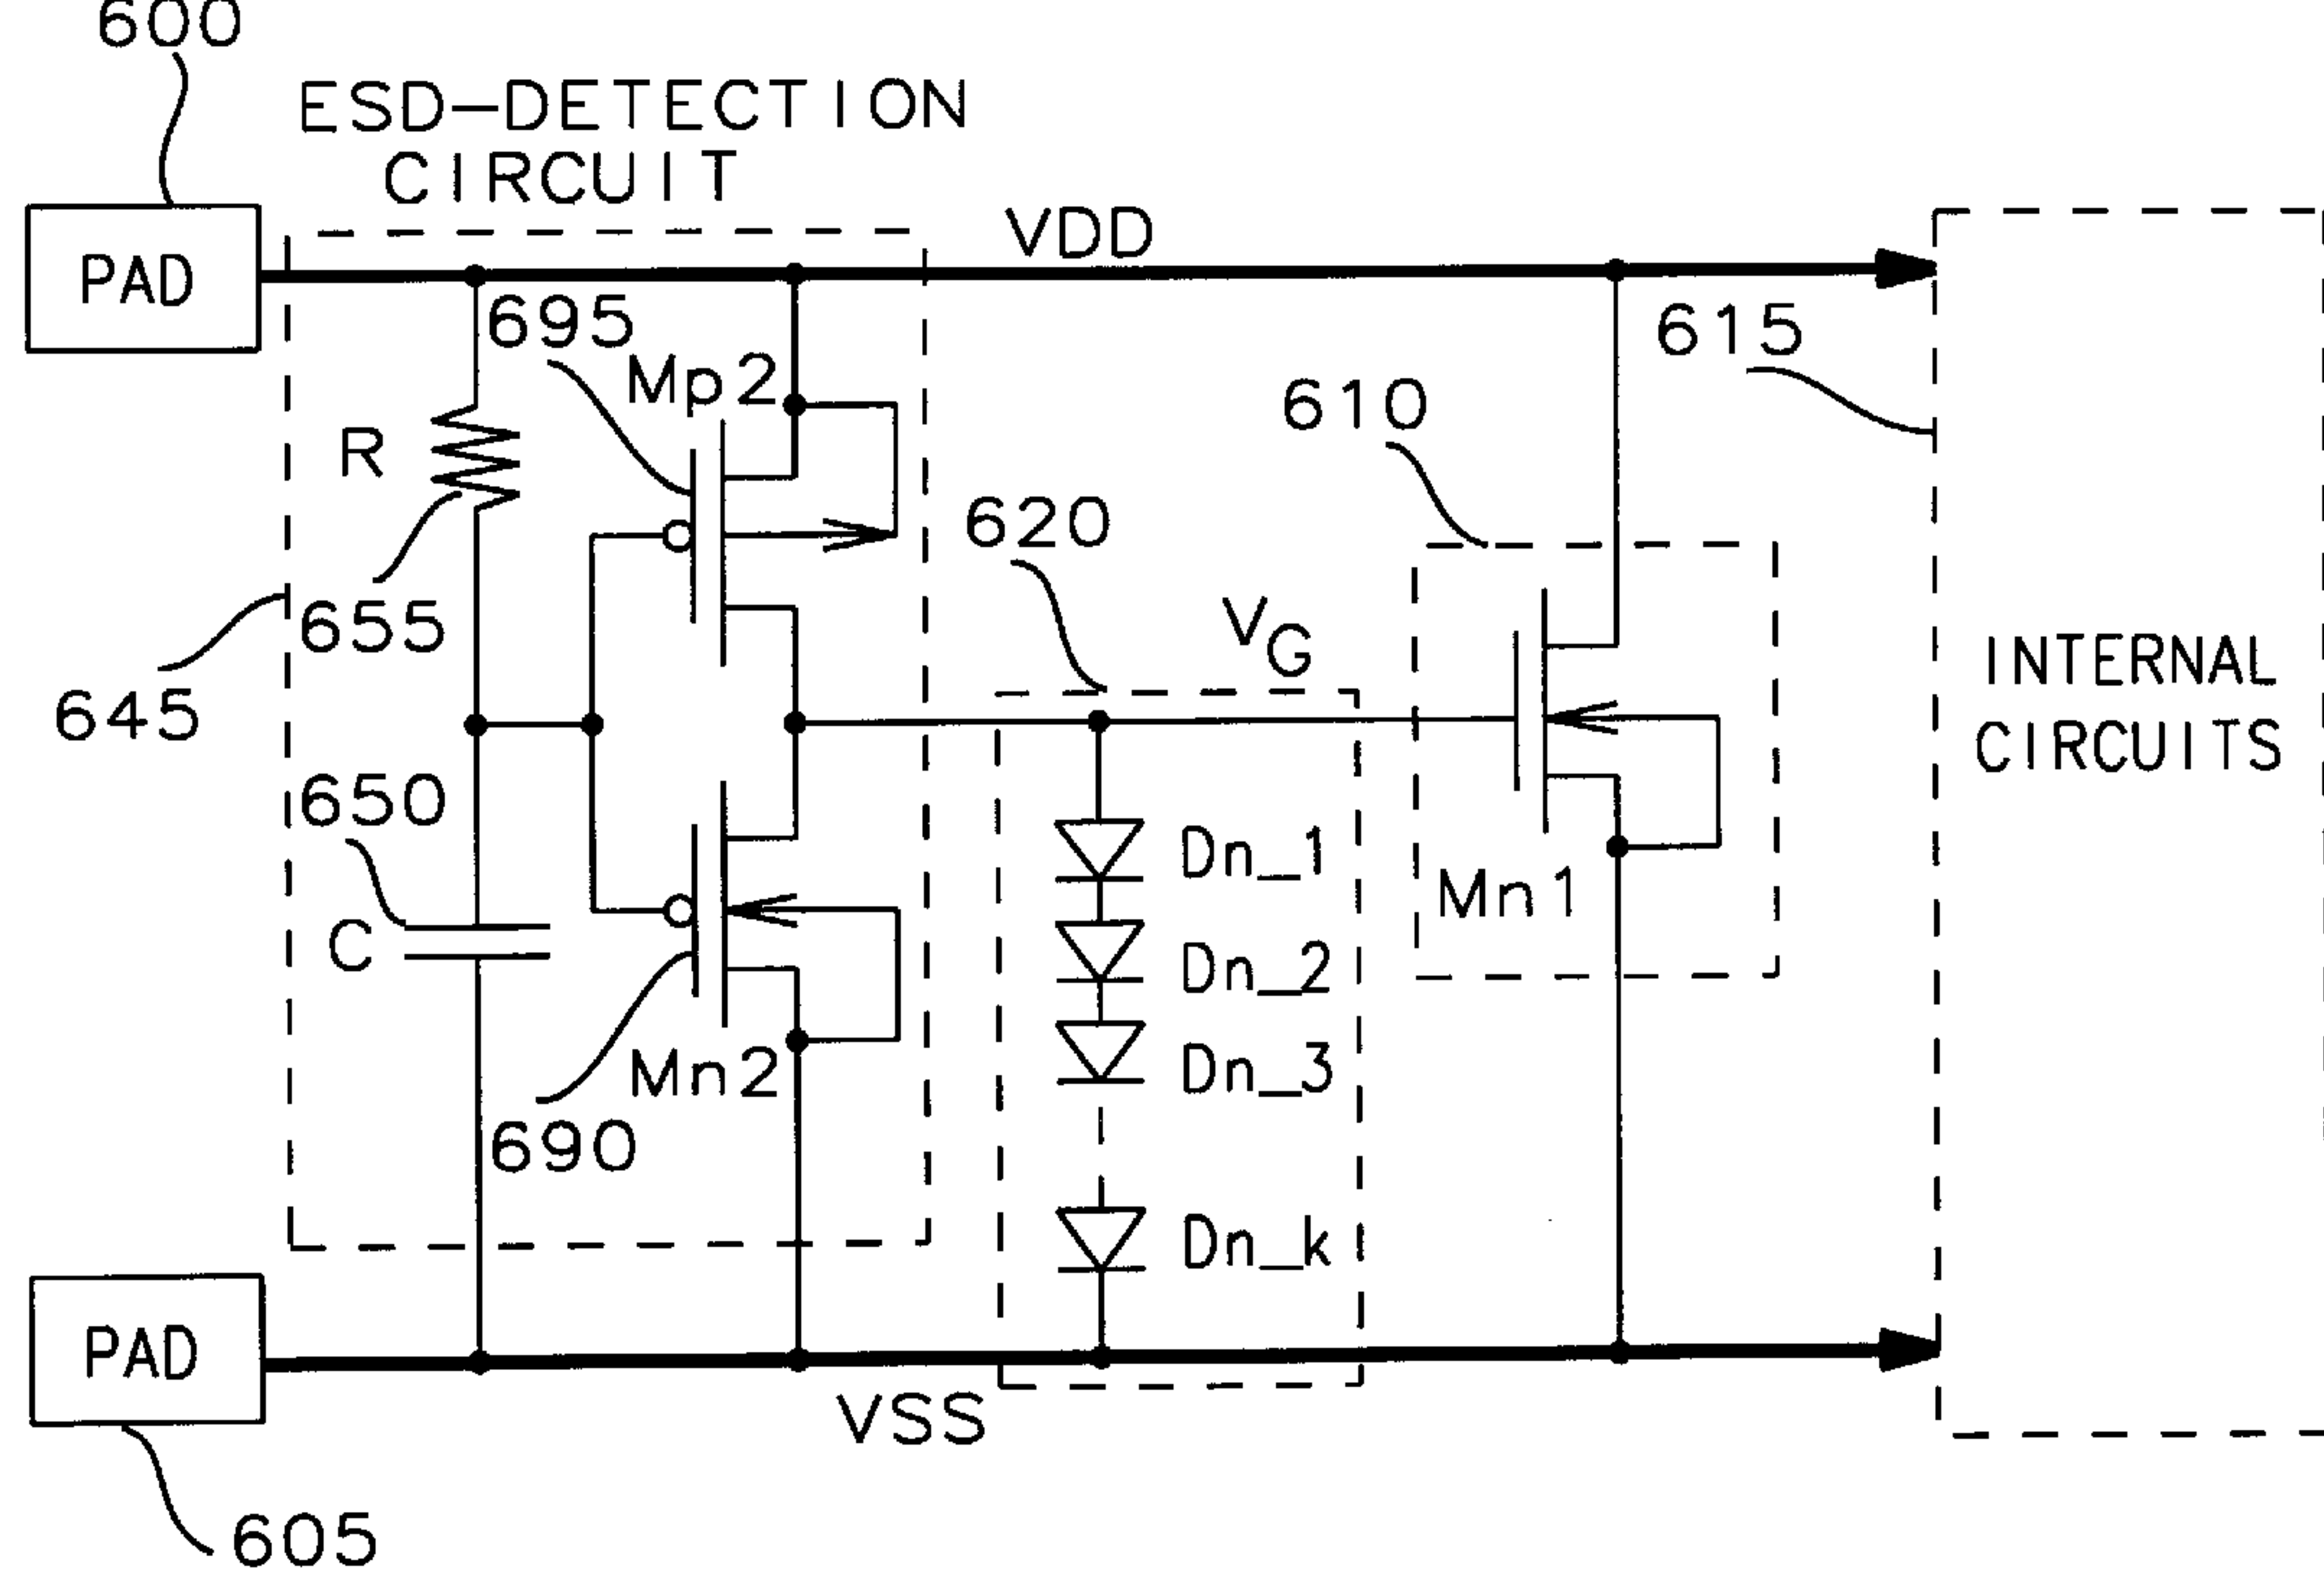 600
ESD-DETECTION
CIRCUIT
VDD
PAD
695
615
Mp2
610
R
620
655
VG
645
INTERNAL
CIRCUITS
650
Dn_1
Mn1
C
Dn_2
Mn2
Dn_3
690
Dn_k
PAD
VSS
605